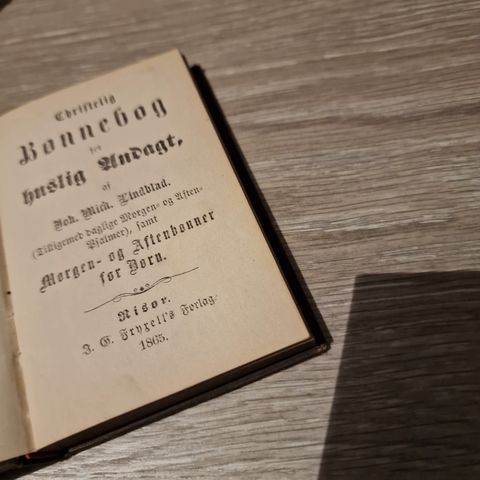 Christelig
Bønnebog
for
huslig Andagt,
af
Joh. Mich. Lindblad.
(Tilligemed daglige Morgen- og Aften-
Psalmer), samt
Morgen- og Aftenbønner
for Børn.
Risør.
J. G. Fryxell's Forlag.
1865.